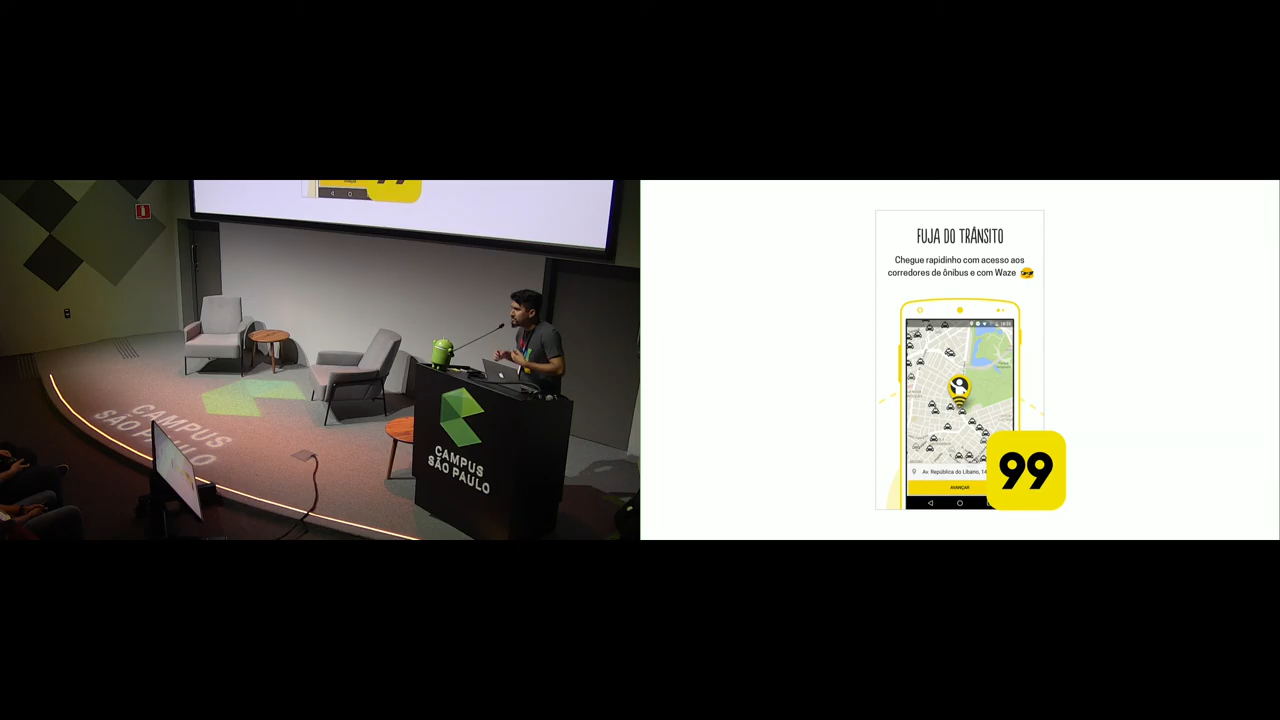 CAMPUS
SÃO PAULO
CAMPUS
SÃO PAULO
FUJA DO TRÂNSITO
Chegue rapidinho com acesso aos
corredores de ônibus e com Waze
Av. República do Líbano, 14
AVANÇAR
99